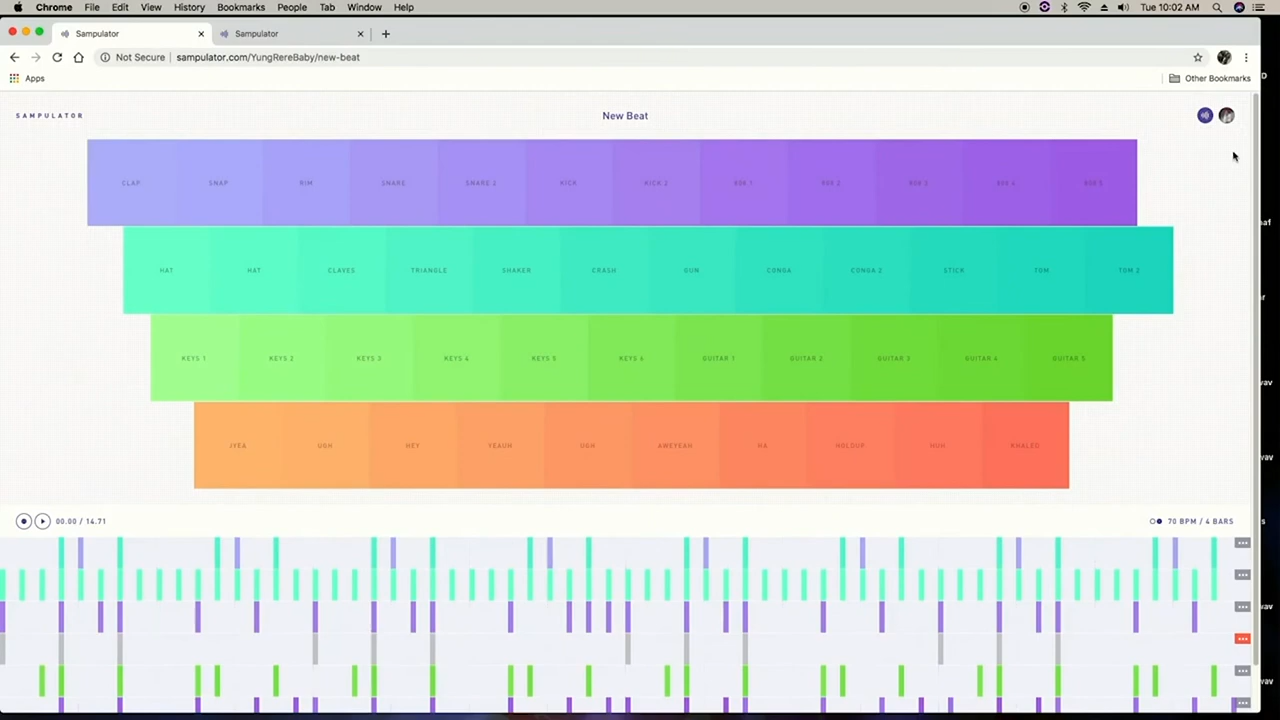 Chrome File Edit View History Bookmarks People Tab Window Help Tue 10:02 AM
Sampulator Sampulator
Not Secure sampulator.com/YungRereBaby/new-beat
Apps Other Bookmarks
SAMPULATOR New Beat
CLAP SNAP RIM SNARE SNARE 2 KICK KICK 2 808 1 808 2 808 3 808 4 808 5
HAT HAT CLAVES TRIANGLE SHAKER CRASH GUN CONGA CONGA 2 STICK TOM TOM 2
KEYS 1 KEYS 2 KEYS 3 KEYS 4 KEYS 5 KEYS 6 GUITAR 1 GUITAR 2 GUITAR 3 GUITAR 4 GUITAR 5
JYEA UGH HEY YEAUH UGH AWEYEAH HA HOLDUP HUH KHALED
00.00 / 14.71 70 BPM / 4 BARS